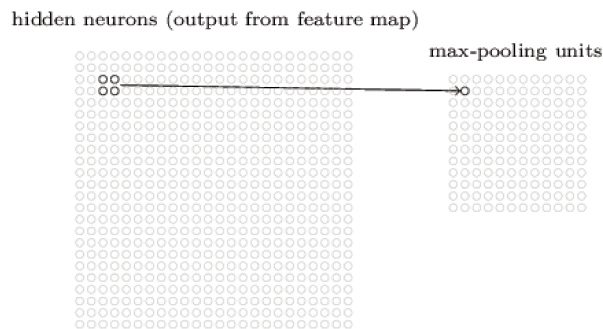 hidden neurons (output from feature map)
max-pooling units